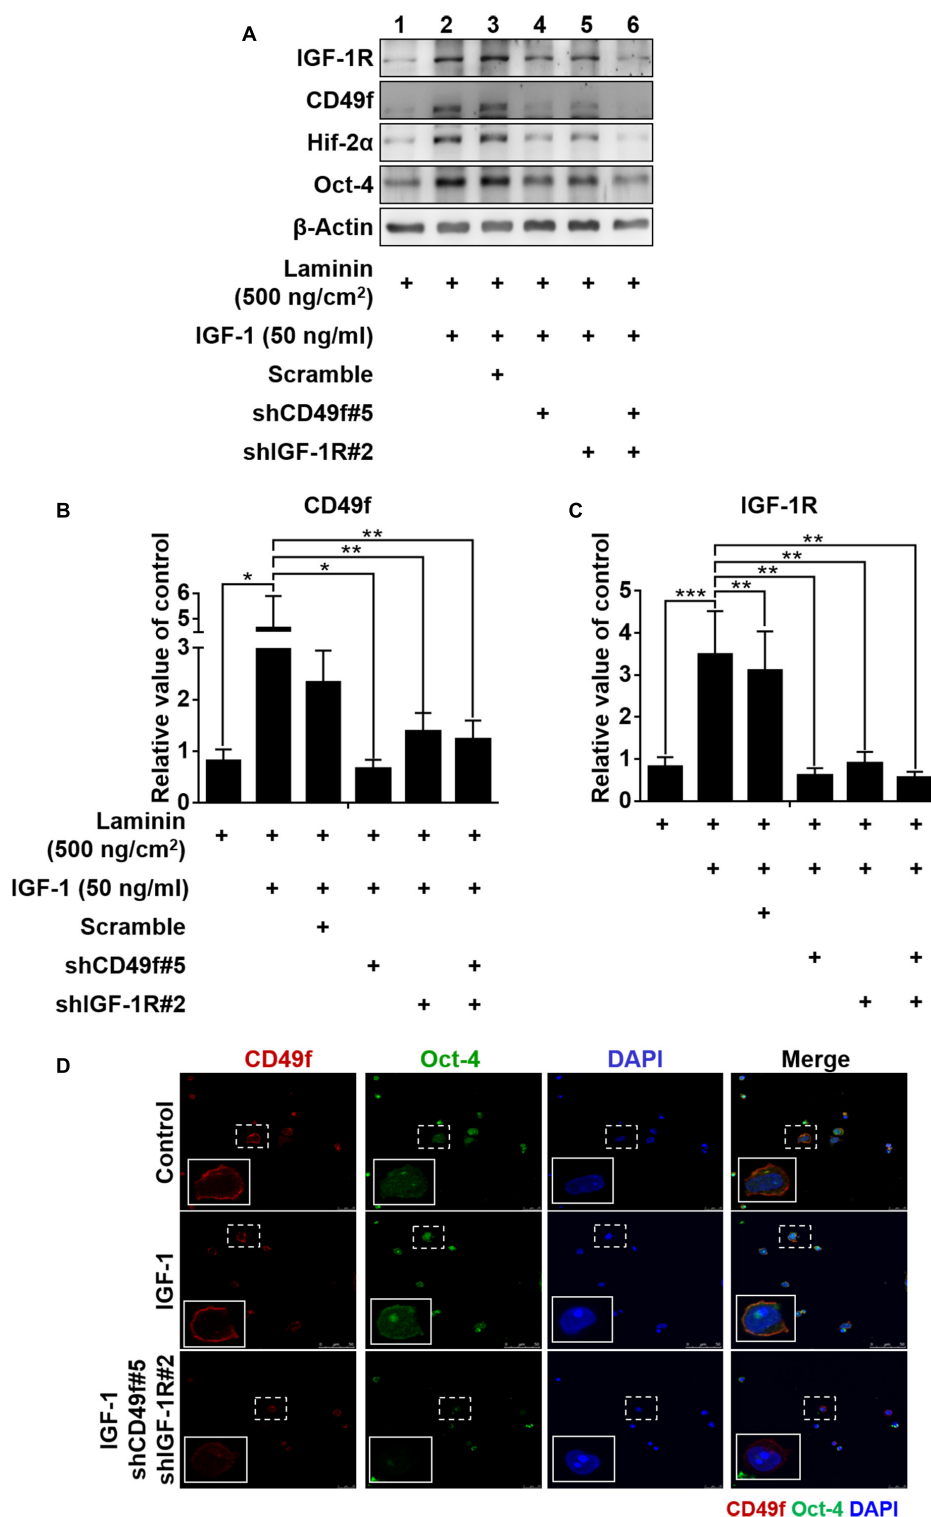 A
1 2 3 4 5 6
IGF-1R
CD49f
Hif-2α
Oct-4
β-Actin
Laminin
(500 ng/cm²)
+ + + + + +
IGF-1 (50 ng/ml) + + + + +
Scramble +
shCD49f#5 + +
shIGF-1R#2 + +
B
CD49f
Relative value of control
6
5
3
2
1
0
*
**
**
*
Laminin
(500 ng/cm²)
+ + + + + +
IGF-1 (50 ng/ml) + + + + +
Scramble +
shCD49f#5 + +
shIGF-1R#2 + +
C
IGF-1R
Relative value of control
5
4
3
2
1
0
**
**
**
*** **
+ + + + + +
+ + + + +
+
+ +
+ +
D
CD49f Oct-4 DAPI Merge
Control
IGF-1
IGF-1
shCD49f#5
shIGF-1R#2
CD49f Oct-4 DAPI